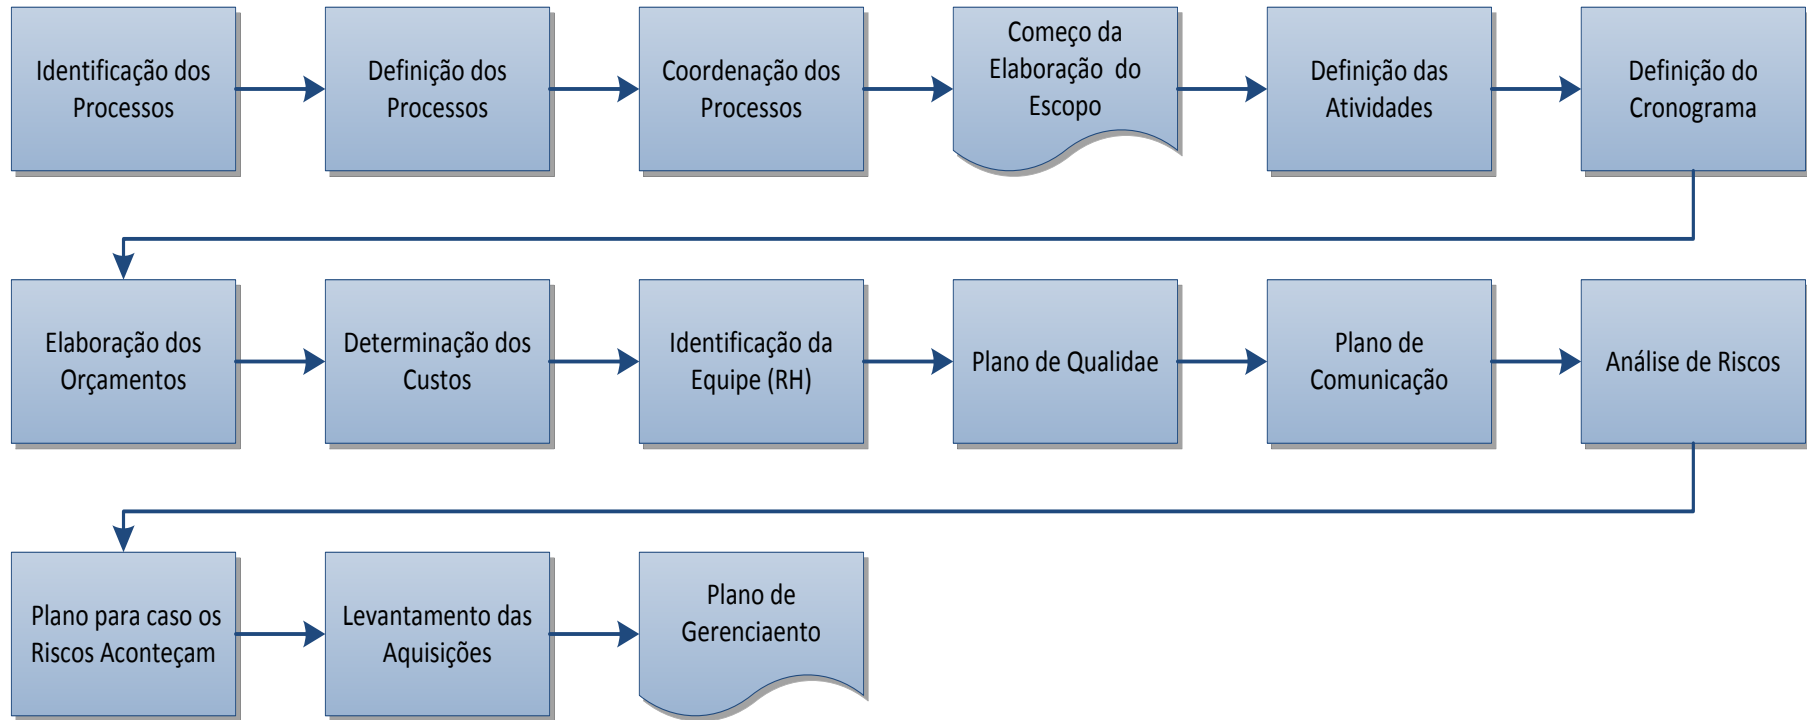 Identificação dos
Processos
Definição dos
Processos
Coordenação dos
Processos
Começo da
Elaboração do
Escopo
Definição das
Atividades
Definição do
Cronograma
Elaboração dos
Orçamentos
Determinação dos
Custos
Identificação da
Equipe (RH)
Plano de Qualidae
Plano de
Comunicação
Análise de Riscos
Plano para caso os
Riscos Aconteçam
Levantamento das
Aquisições
Plano de
Gerenciaento